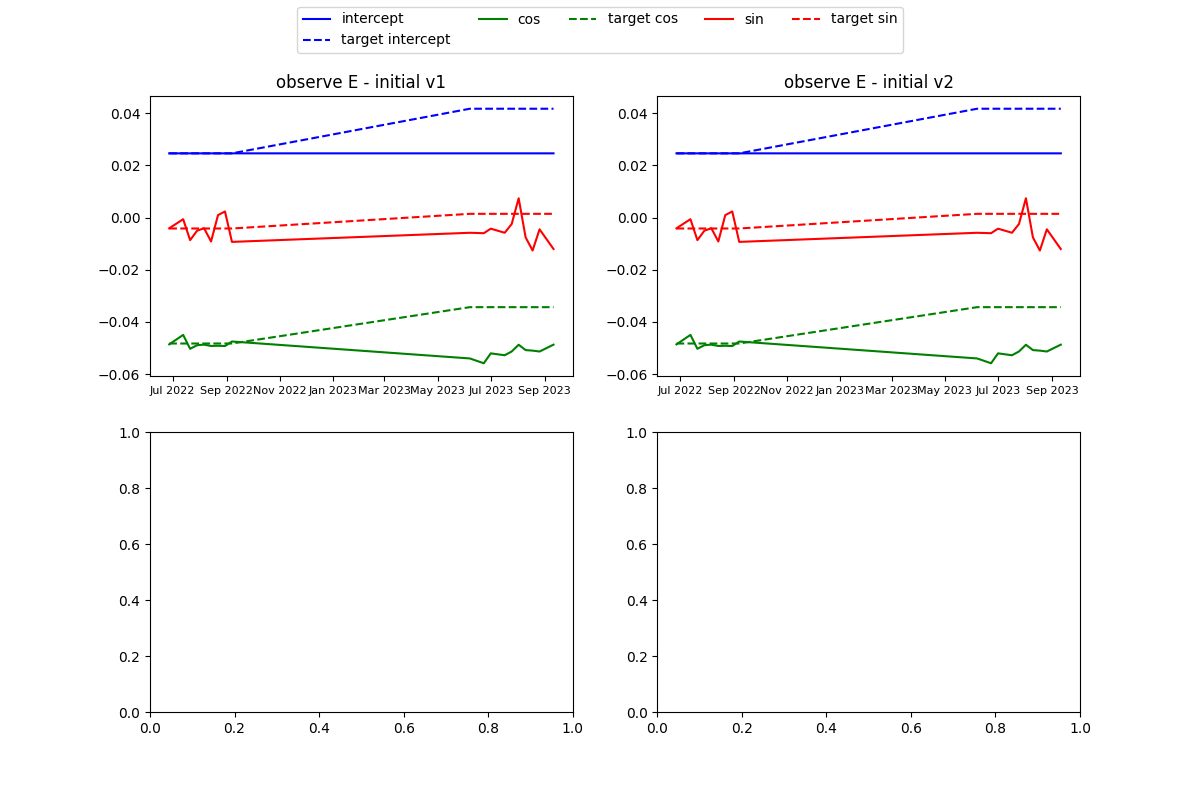 intercept cos target cos sin target sin
target intercept
observe E - initial v1 observe E - initial v2
0.04 0.04
0.02 0.02
0.00 0.00
−0.02 −0.02
−0.04 −0.04
−0.06 −0.06
Jul 2022 Sep 2022 Nov 2022 Jan 2023 Mar 2023 May 2023 Jul 2023 Sep 2023 Jul 2022 Sep 2022 Nov 2022 Jan 2023 Mar 2023 May 2023 Jul 2023 Sep 2023
1.0 1.0
0.8 0.8
0.6 0.6
0.4 0.4
0.2 0.2
0.0 0.0
0.0 0.2 0.4 0.6 0.8 1.0 0.0 0.2 0.4 0.6 0.8 1.0